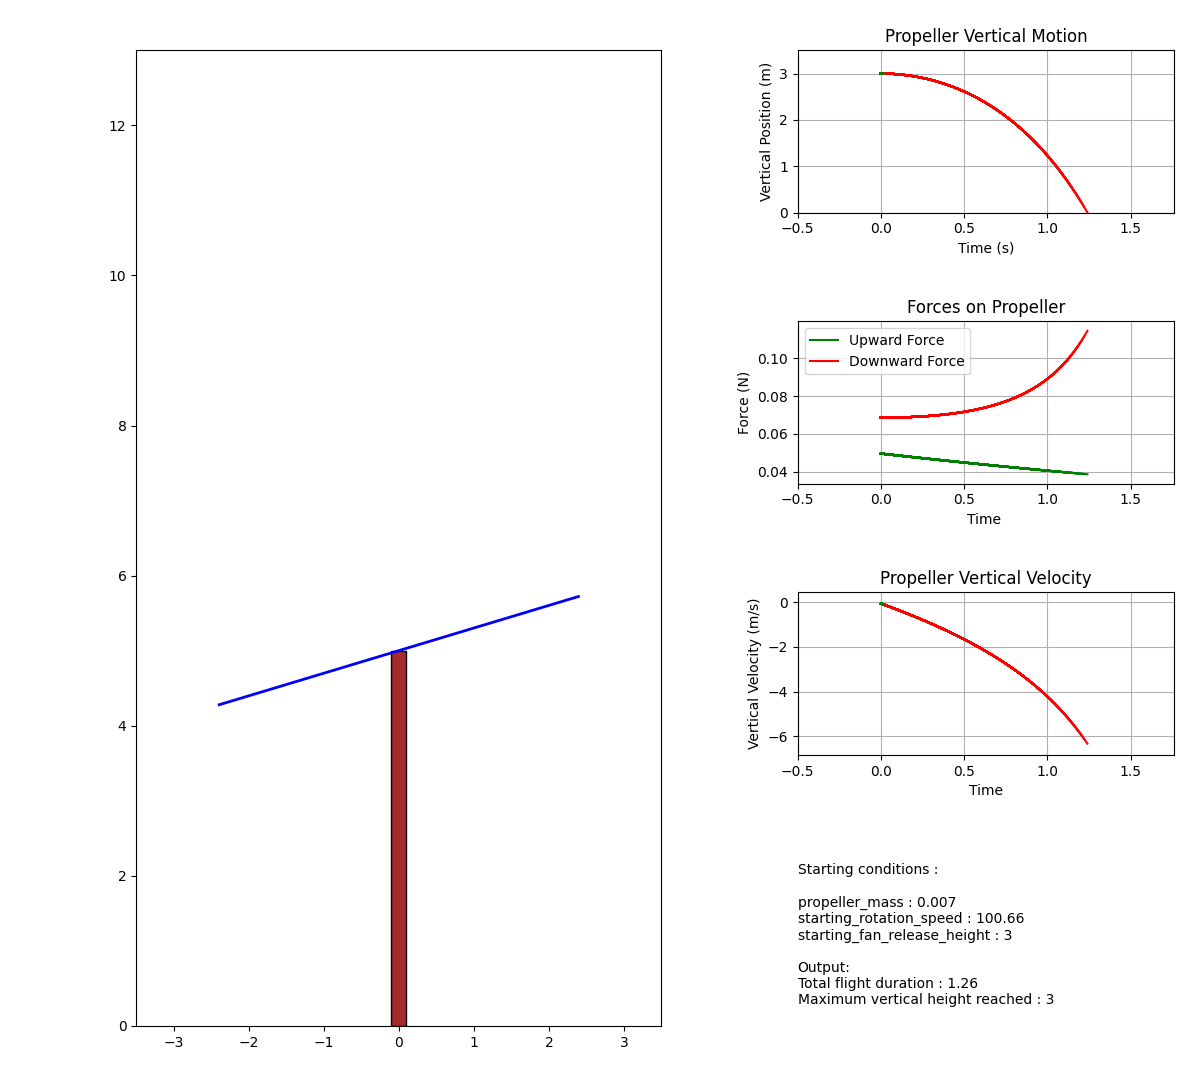 12
10
8
6
4
2
0
−3 −2 −1 0 1 2 3
Propeller Vertical Motion
Vertical Position (m)
3
2
1
0
−0.5 0.0 0.5 1.0 1.5
Time (s)
Forces on Propeller
Upward Force
Downward Force
Force (N)
0.10
0.08
0.06
0.04
−0.5 0.0 0.5 1.0 1.5
Time
Propeller Vertical Velocity
Vertical Velocity (m/s)
0
−2
−4
−6
−0.5 0.0 0.5 1.0 1.5
Time
Starting conditions :
propeller_mass : 0.007
starting_rotation_speed : 100.66
starting_fan_release_height : 3
Output:
Total flight duration : 1.26
Maximum vertical height reached : 3